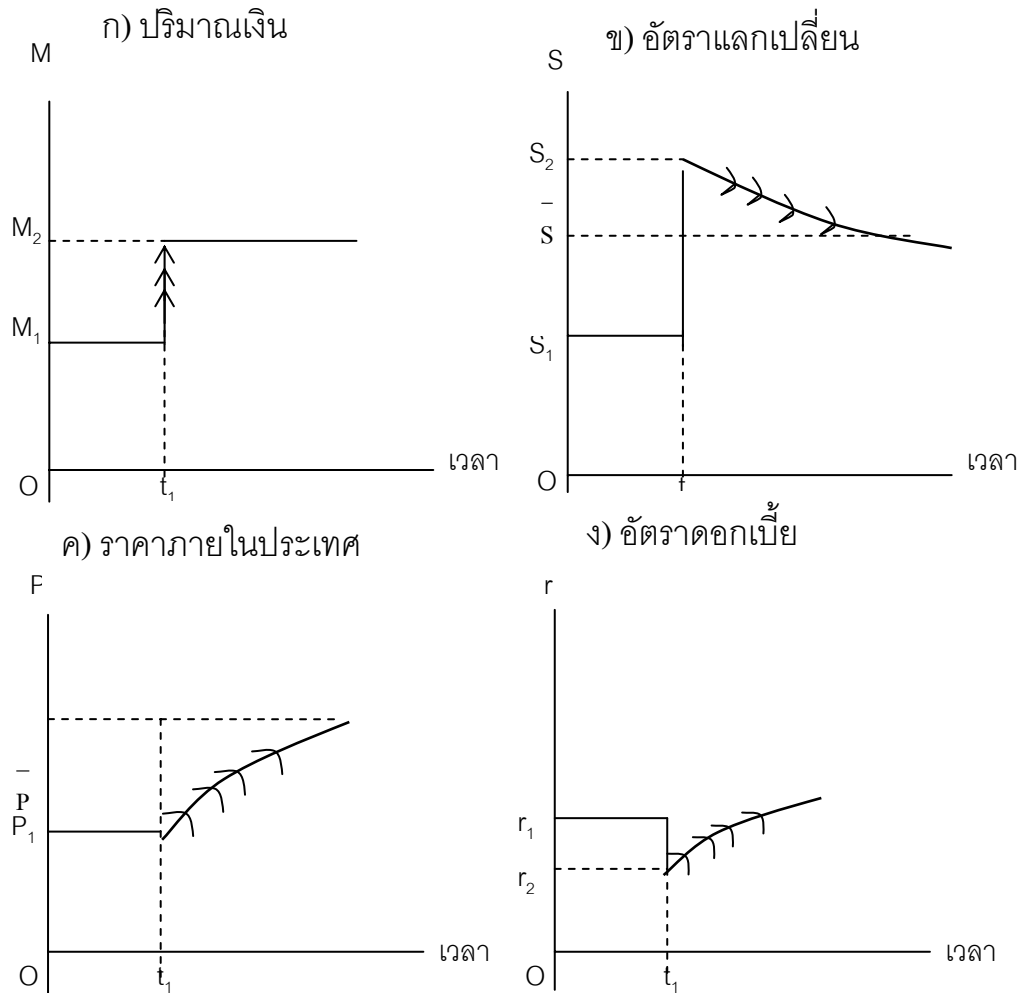 ก) ปริมาณเงิน
M
M2
M1
O
t1
เวลา
ข) อัตราแลกเปลี่ยน
S
S2
S̄
S1
O
เวลา
ค) ราคาภายในประเทศ
P̄
P1
O
t1
เวลา
ง) อัตราดอกเบี้ย
r
r1
r2
O
t1
เวลา